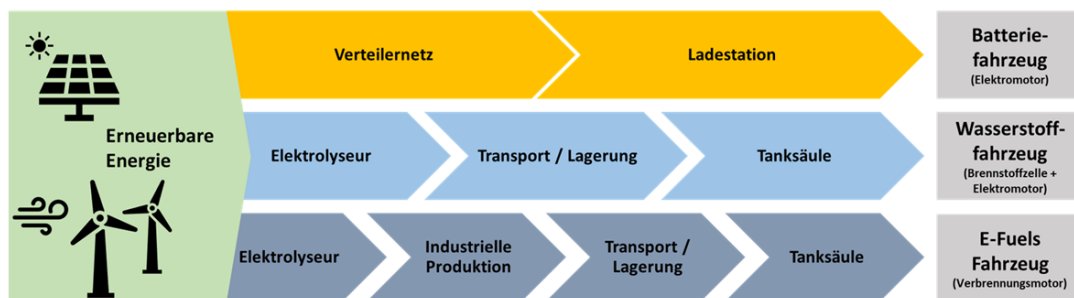 Erneuerbare
Energie
Verteilernetz
Ladestation
Batterie-
fahrzeug
(Elektromotor)
Elektrolyseur
Transport / Lagerung
Tanksäule
Wasserstoff-
fahrzeug
(Brennstoffzelle +
Elektromotor)
Elektrolyseur
Industrielle
Produktion
Transport /
Lagerung
Tanksäule
E-Fuels
Fahrzeug
(Verbrennungsmotor)